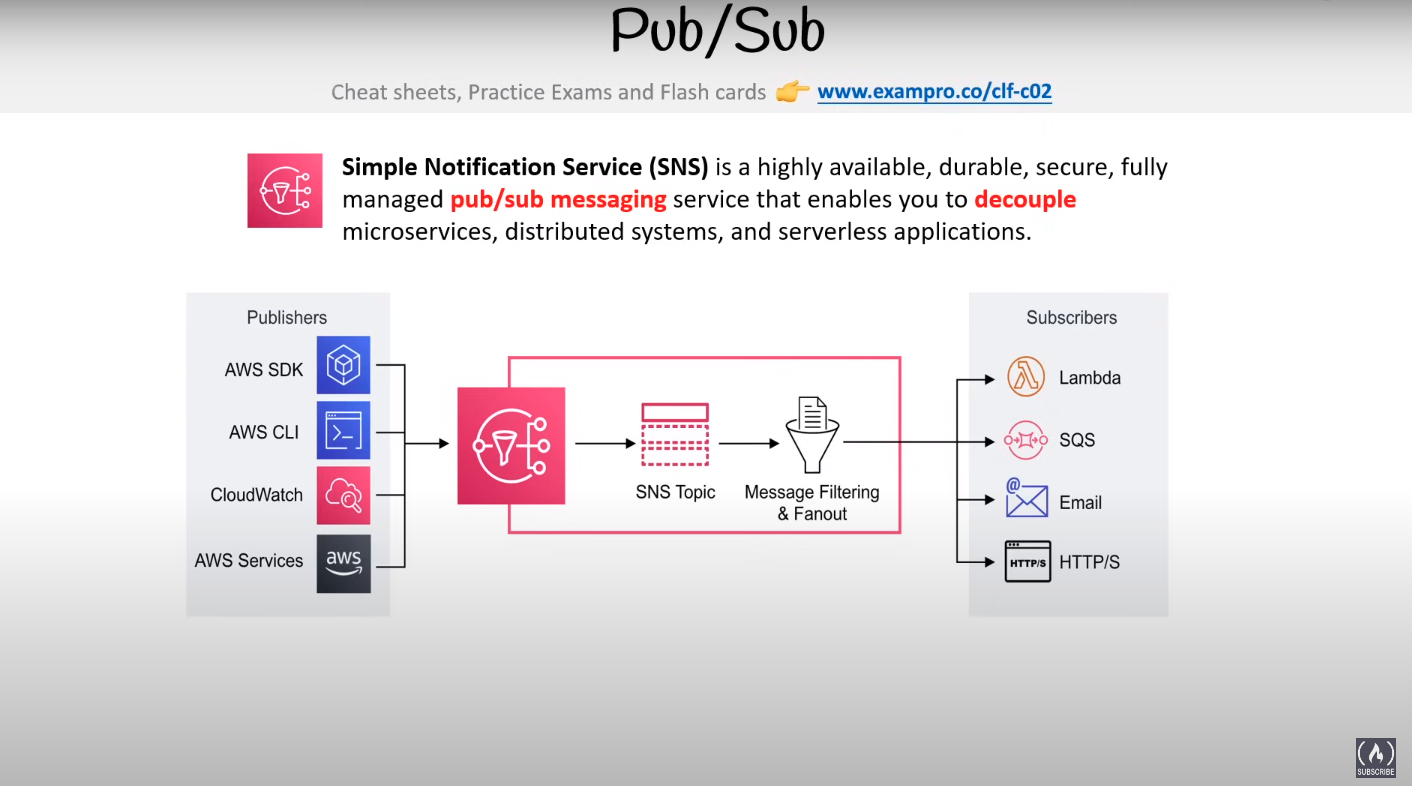 Pub/Sub
Cheat sheets, Practice Exams and Flash cards 👉 www.exampro.co/clf-c02
Simple Notification Service (SNS) is a highly available, durable, secure, fully
managed pub/sub messaging service that enables you to decouple
microservices, distributed systems, and serverless applications.
Publishers
AWS SDK
AWS CLI
CloudWatch
AWS Services
aws
SNS Topic
Message Filtering
& Fanout
Subscribers
Lambda
SQS
@
Email
HTTP/S
HTTP/S
SUBSCRIBE